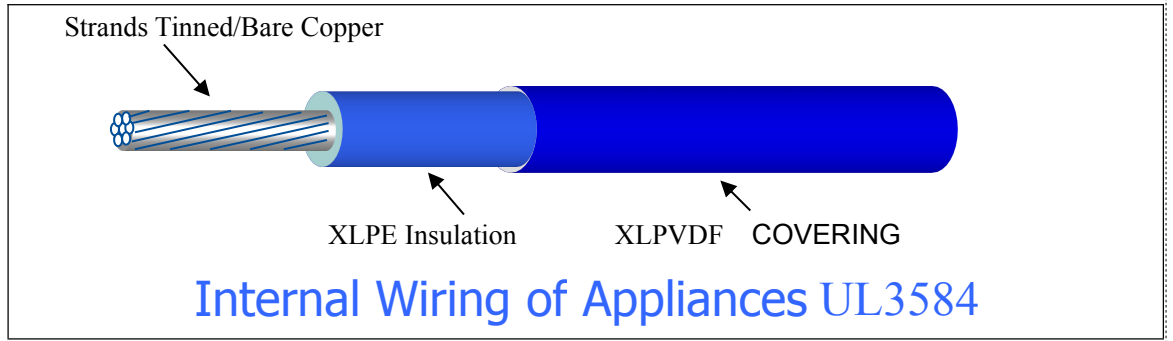 Strands Tinned/Bare Copper
XLPE Insulation
XLPVDF COVERING
Internal Wiring of Appliances UL3584